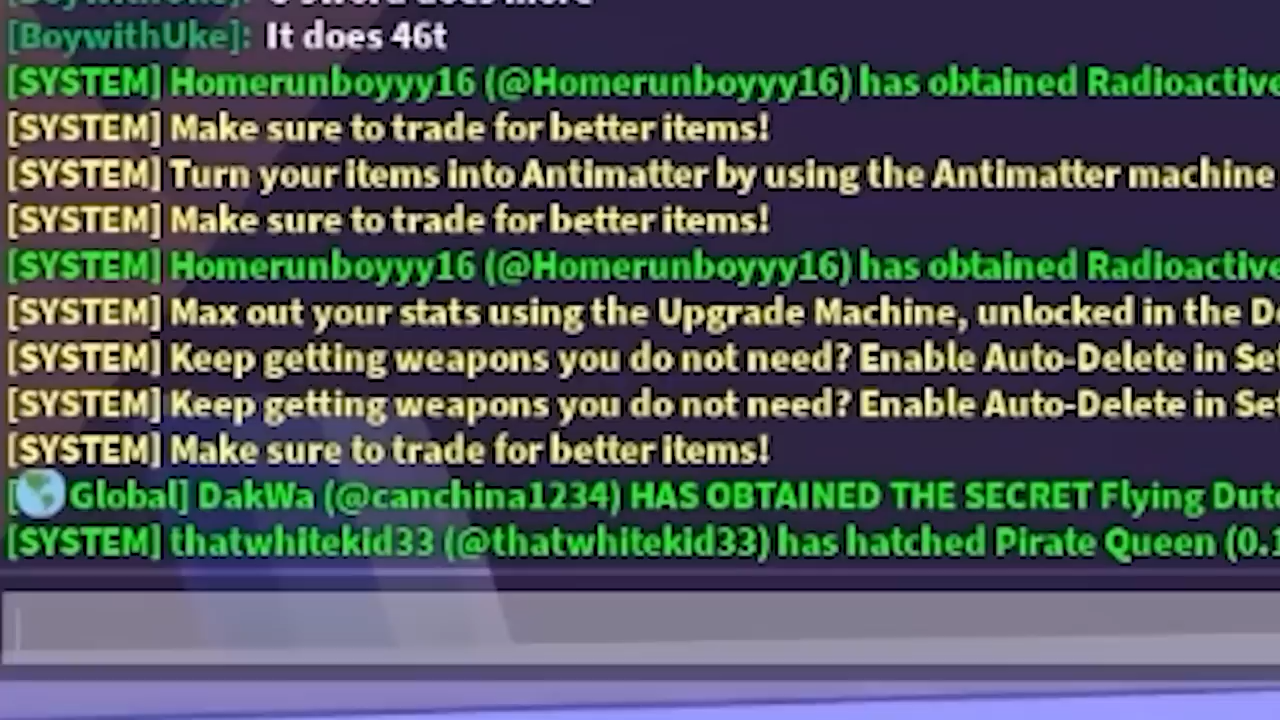 [BoywithUke]: It does 46t
[SYSTEM] Homerunboyyy16 (@Homerunboyyy16) has obtained Radioactive
[SYSTEM] Make sure to trade for better items!
[SYSTEM] Turn your items into Antimatter by using the Antimatter machine
[SYSTEM] Make sure to trade for better items!
[SYSTEM] Homerunboyyy16 (@Homerunboyyy16) has obtained Radioactive
[SYSTEM] Max out your stats using the Upgrade Machine, unlocked in the
[SYSTEM] Keep getting weapons you do not need? Enable Auto-Delete in
[SYSTEM] Keep getting weapons you do not need? Enable Auto-Delete in
[SYSTEM] Make sure to trade for better items!
[🌎Global] DakWa (@canchina1234) HAS OBTAINED THE SECRET Flying
[SYSTEM] thatwhitekid33 (@thatwhitekid33) has hatched Pirate Queen